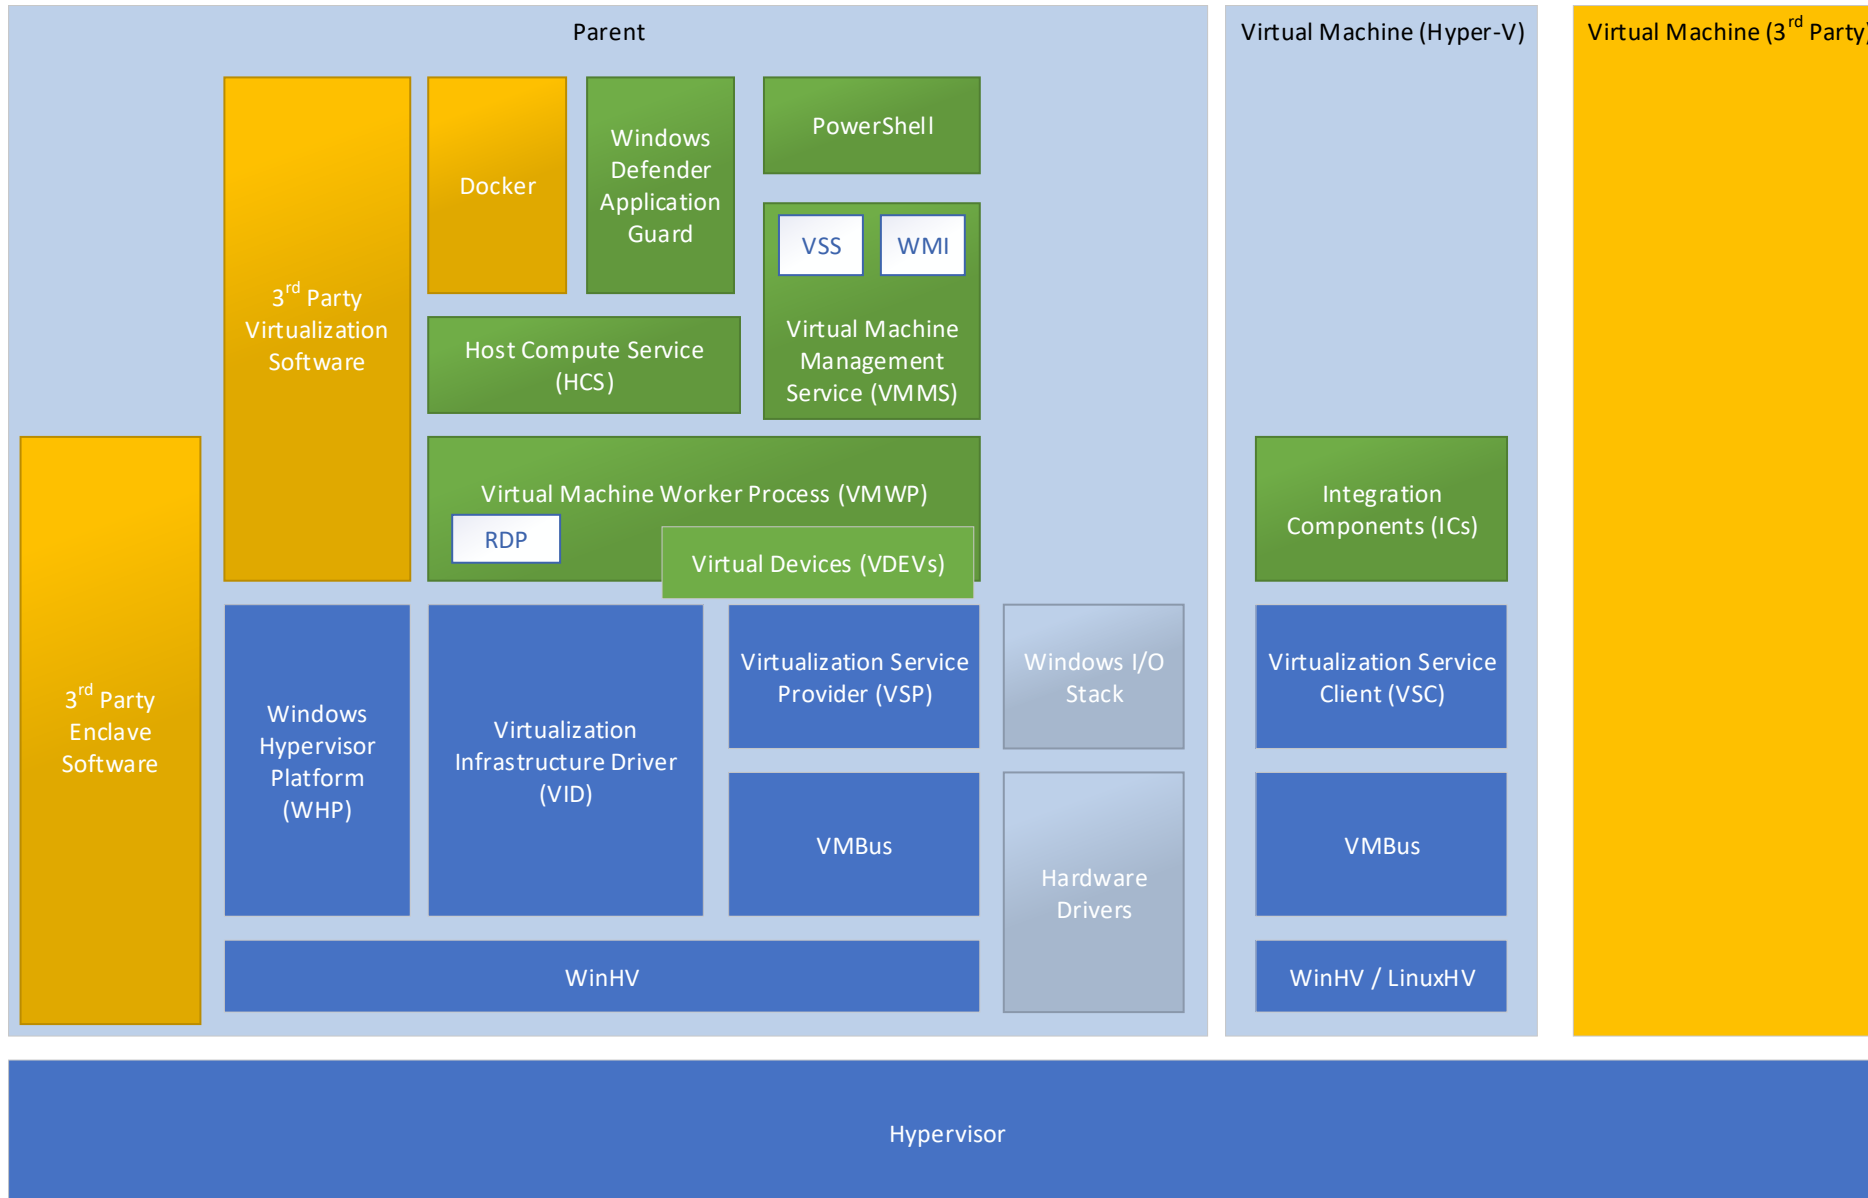 Parent
Virtual Machine (Hyper-V)
Virtual Machine (3rd Party)
3rd Party
Virtualization
Software
Docker
Windows
Defender
Application
Guard
PowerShell
VSS
WMI
Virtual Machine
Management
Service (VMMS)
Host Compute Service
(HCS)
3rd Party
Enclave
Software
Virtual Machine Worker Process (VMWP)
RDP
Virtual Devices (VDEVs)
Integration
Components (ICs)
Windows
Hypervisor
Platform
(WHP)
Virtualization
Infrastructure Driver
(VID)
Virtualization Service
Provider (VSP)
Windows I/O
Stack
Virtualization Service
Client (VSC)
VMBus
Hardware
Drivers
VMBus
WinHV
WinHV / LinuxHV
Hypervisor